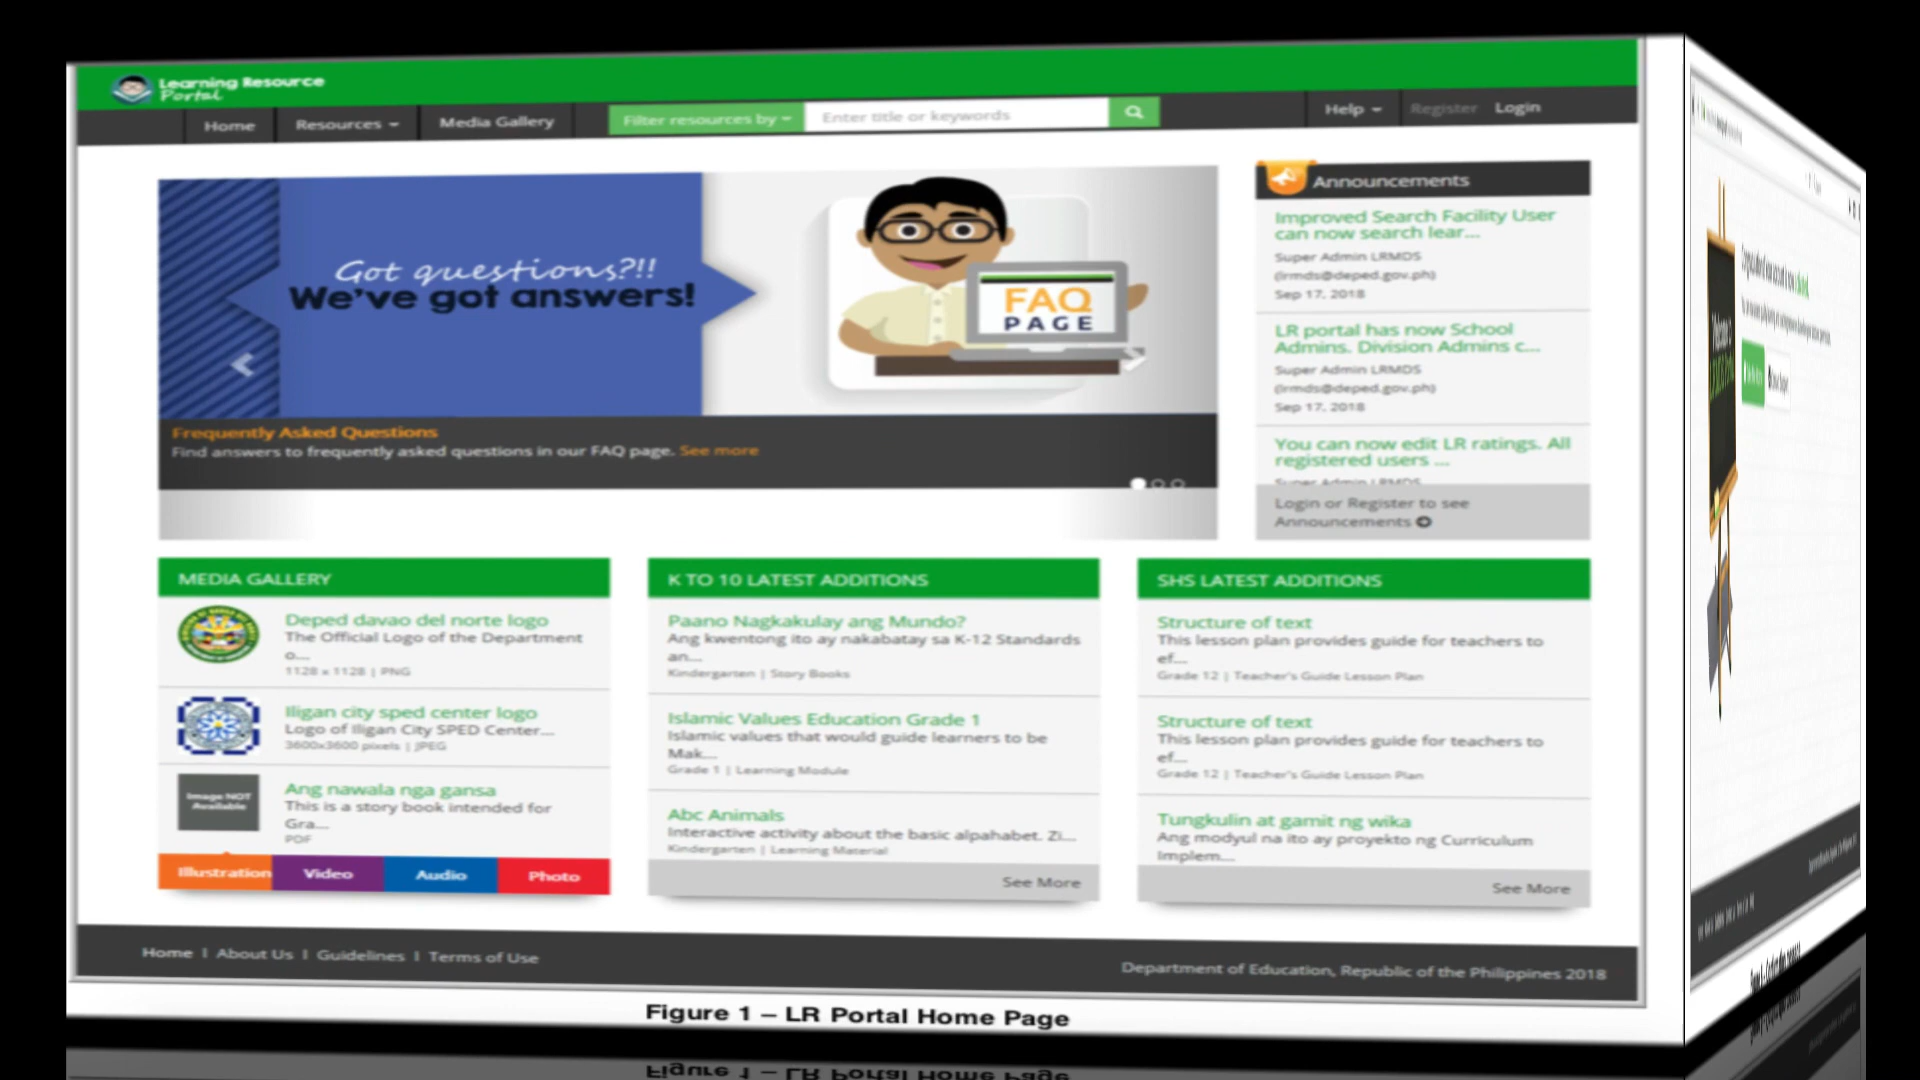 Learning Resource
Portal
Home
Resources
Media Gallery
Filter resources by
Enter title or keywords
Help
Register
Login
Got questions?!!
We've got answers!
FAQ
PAGE
Frequently Asked Questions
Find answers to frequently asked questions in our FAQ page. See more
Announcements
Improved Search Facility User
can now search lear...
Super Admin LRMDS
(lrmds@deped.gov.ph)
Sep 17, 2018
LR portal has now School
Admins. Division Admins c...
Super Admin LRMDS
(lrmds@deped.gov.ph)
Sep 17, 2018
You can now edit LR ratings. All
registered users ...
Super Admin LRMDS
Login or Register to see
Announcements
MEDIA GALLERY
Deped davao del norte logo
The Official Logo of the Department
o...
1128 x 1128 | PNG
Iligan city sped center logo
Logo of Iligan City SPED Center...
3600x3600 pixels | JPEG
Image NOT
Available
Ang nawala nga gansa
This is a story book intended for
Gra...
PDF
Illustration
Video
Audio
Photo
K TO 10 LATEST ADDITIONS
Paano Nagkakulay ang Mundo?
Ang kwentong ito ay nakabatay sa K-12 Standards
an...
Kindergarten | Story Books
Islamic Values Education Grade 1
Islamic values that would guide learners to be
Mak...
Grade 1 | Learning Module
Abc Animals
Interactive activity about the basic alpahabet. Zi...
Kindergarten | Learning Material
See More
SHS LATEST ADDITIONS
Structure of text
This lesson plan provides guide for teachers to
ef...
Grade 12 | Teacher's Guide Lesson Plan
Structure of text
This lesson plan provides guide for teachers to
ef...
Grade 12 | Teacher's Guide Lesson Plan
Tungkulin at gamit ng wika
Ang modyul na ito ay proyekto ng Curriculum
Implem...
See More
Home | About Us | Guidelines | Terms of Use
Department of Education, Republic of the Philippines 2018
Figure 1 – LR Portal Home Page